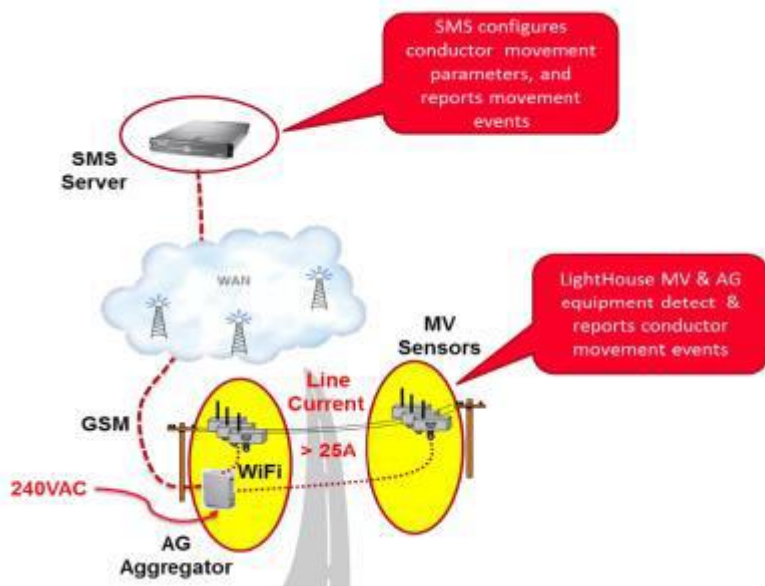 SMS configures
conductor movement
parameters, and
reports movement
events
SMS
Server
WAN
LightHouse MV & AG
equipment detect &
reports conductor
movement events
MV
Sensors
Line
Current
> 25A
GSM
WiFi
240VAC
AG
Aggregator